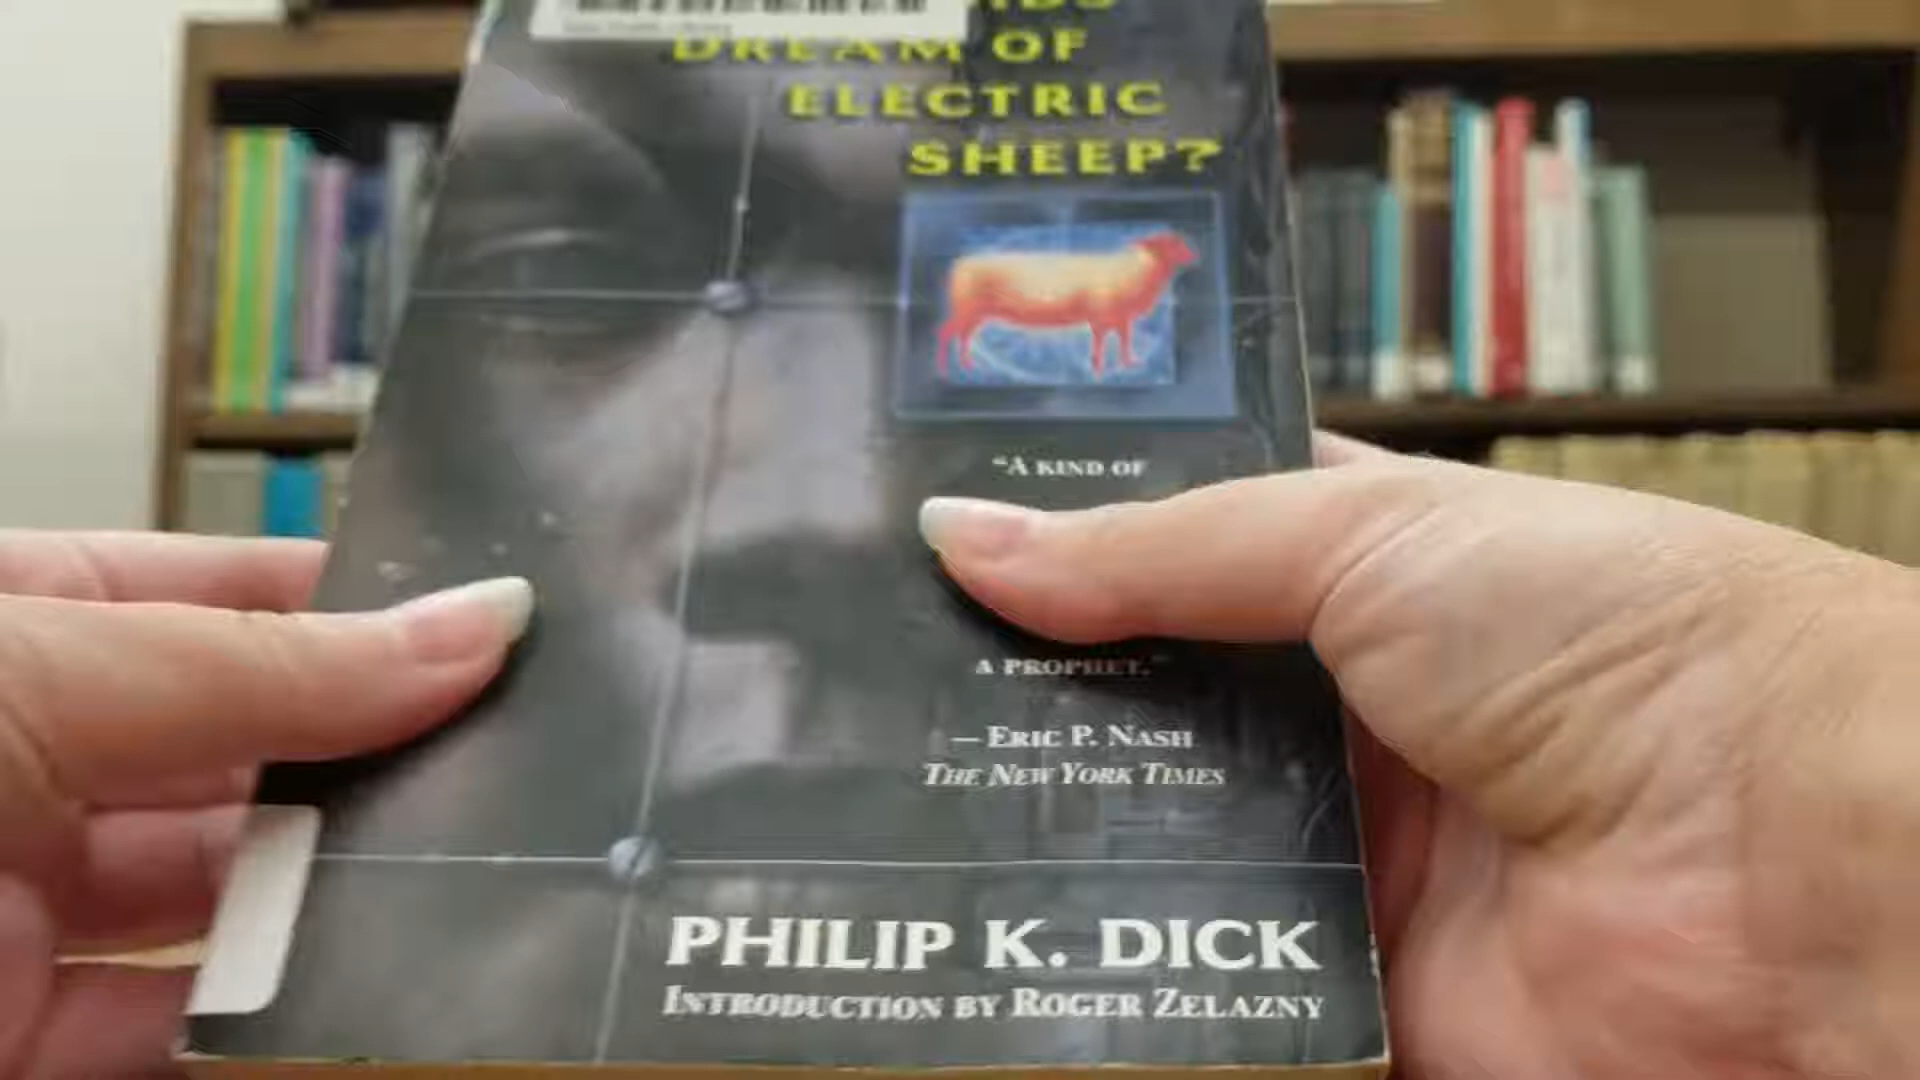 DREAM OF
ELECTRIC
SHEEP?
"A KIND OF
A PROPHET."
— ERIC P. NASH
THE NEW YORK TIMES
PHILIP K. DICK
INTRODUCTION BY ROGER ZELAZNY